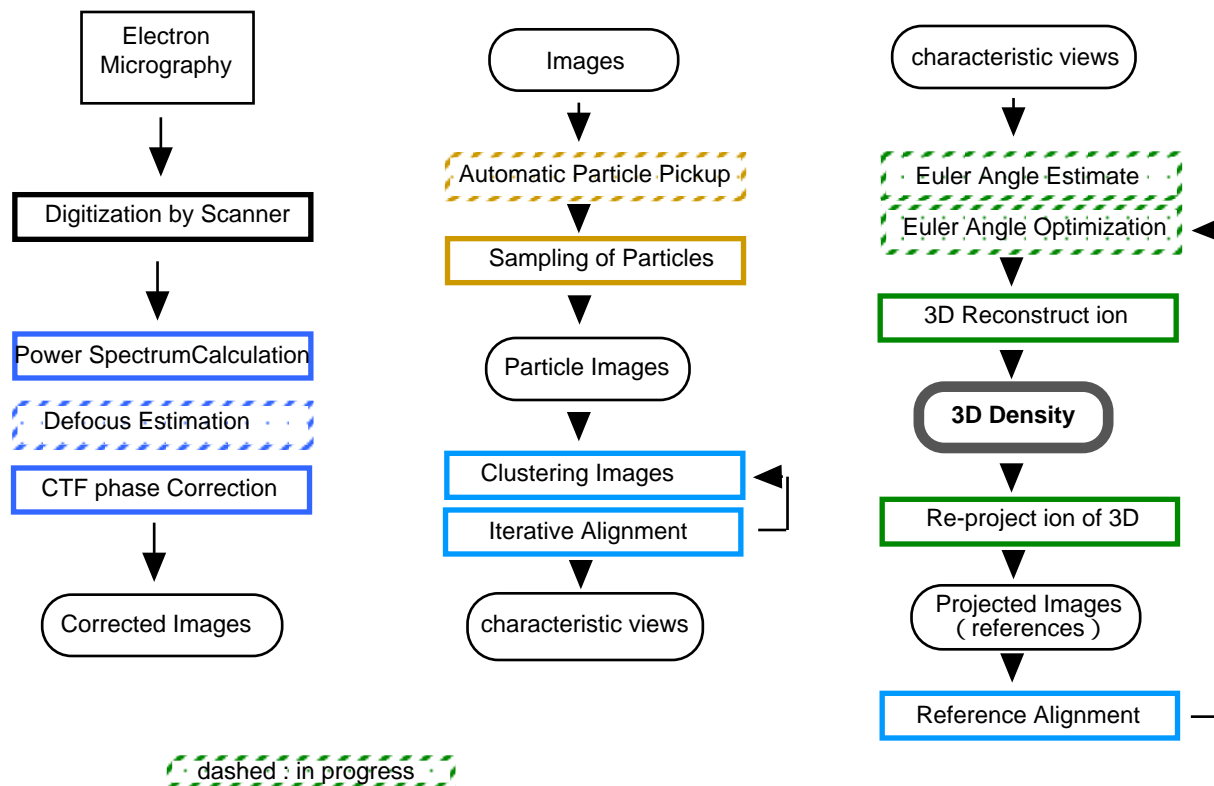 Electron
Micrography
Digitization by Scanner
Power SpectrumCalculation
Defocus Estimation
CTF phase Correction
Corrected Images
Images
Automatic Particle Pickup
Sampling of Particles
Particle Images
Clustering Images
Iterative Alignment
characteristic views
characteristic views
Euler Angle Estimate
Euler Angle Optimization
3D Reconstruct ion
3D Density
Re-project ion of 3D
Projected Images
( references )
Reference Alignment
dashed : in progress